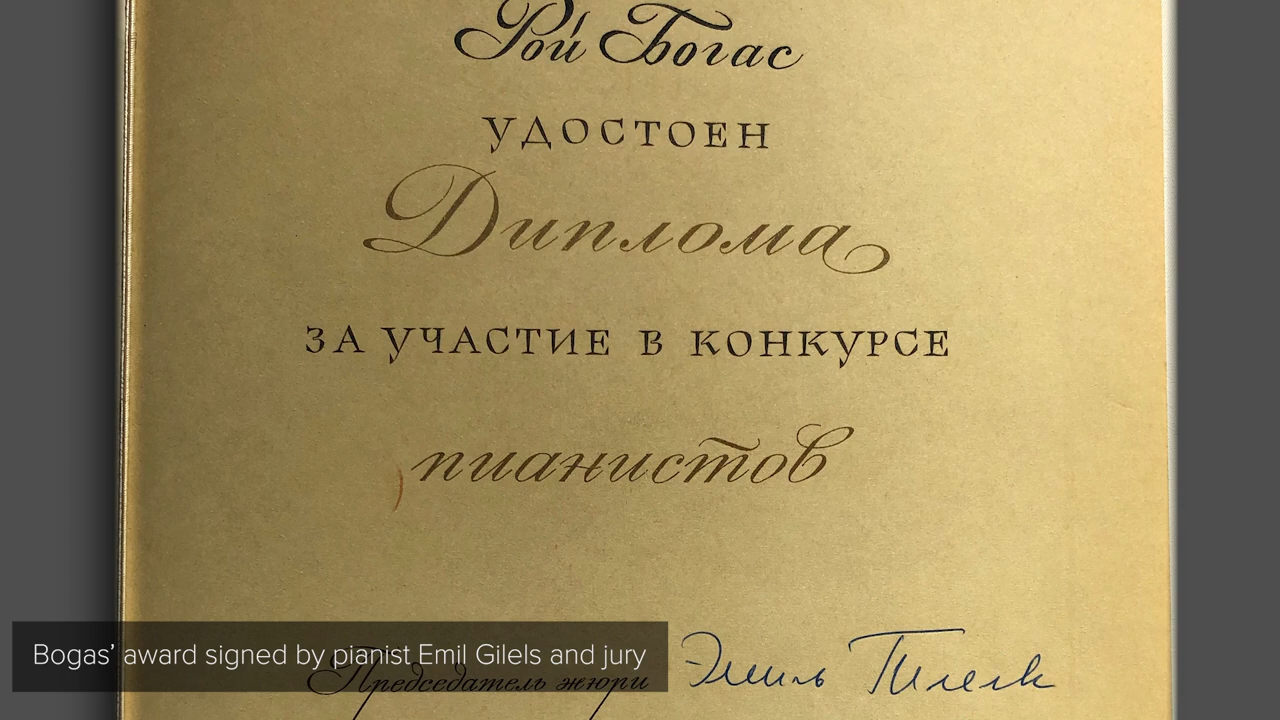 Рой Богас
УДОСТОЕН
Диплома
ЗА УЧАСТИЕ В КОНКУРСЕ
пианистов
Председатель жюри Эмиль Гилельс
Bogas’ award signed by pianist Emil Gilels and jury